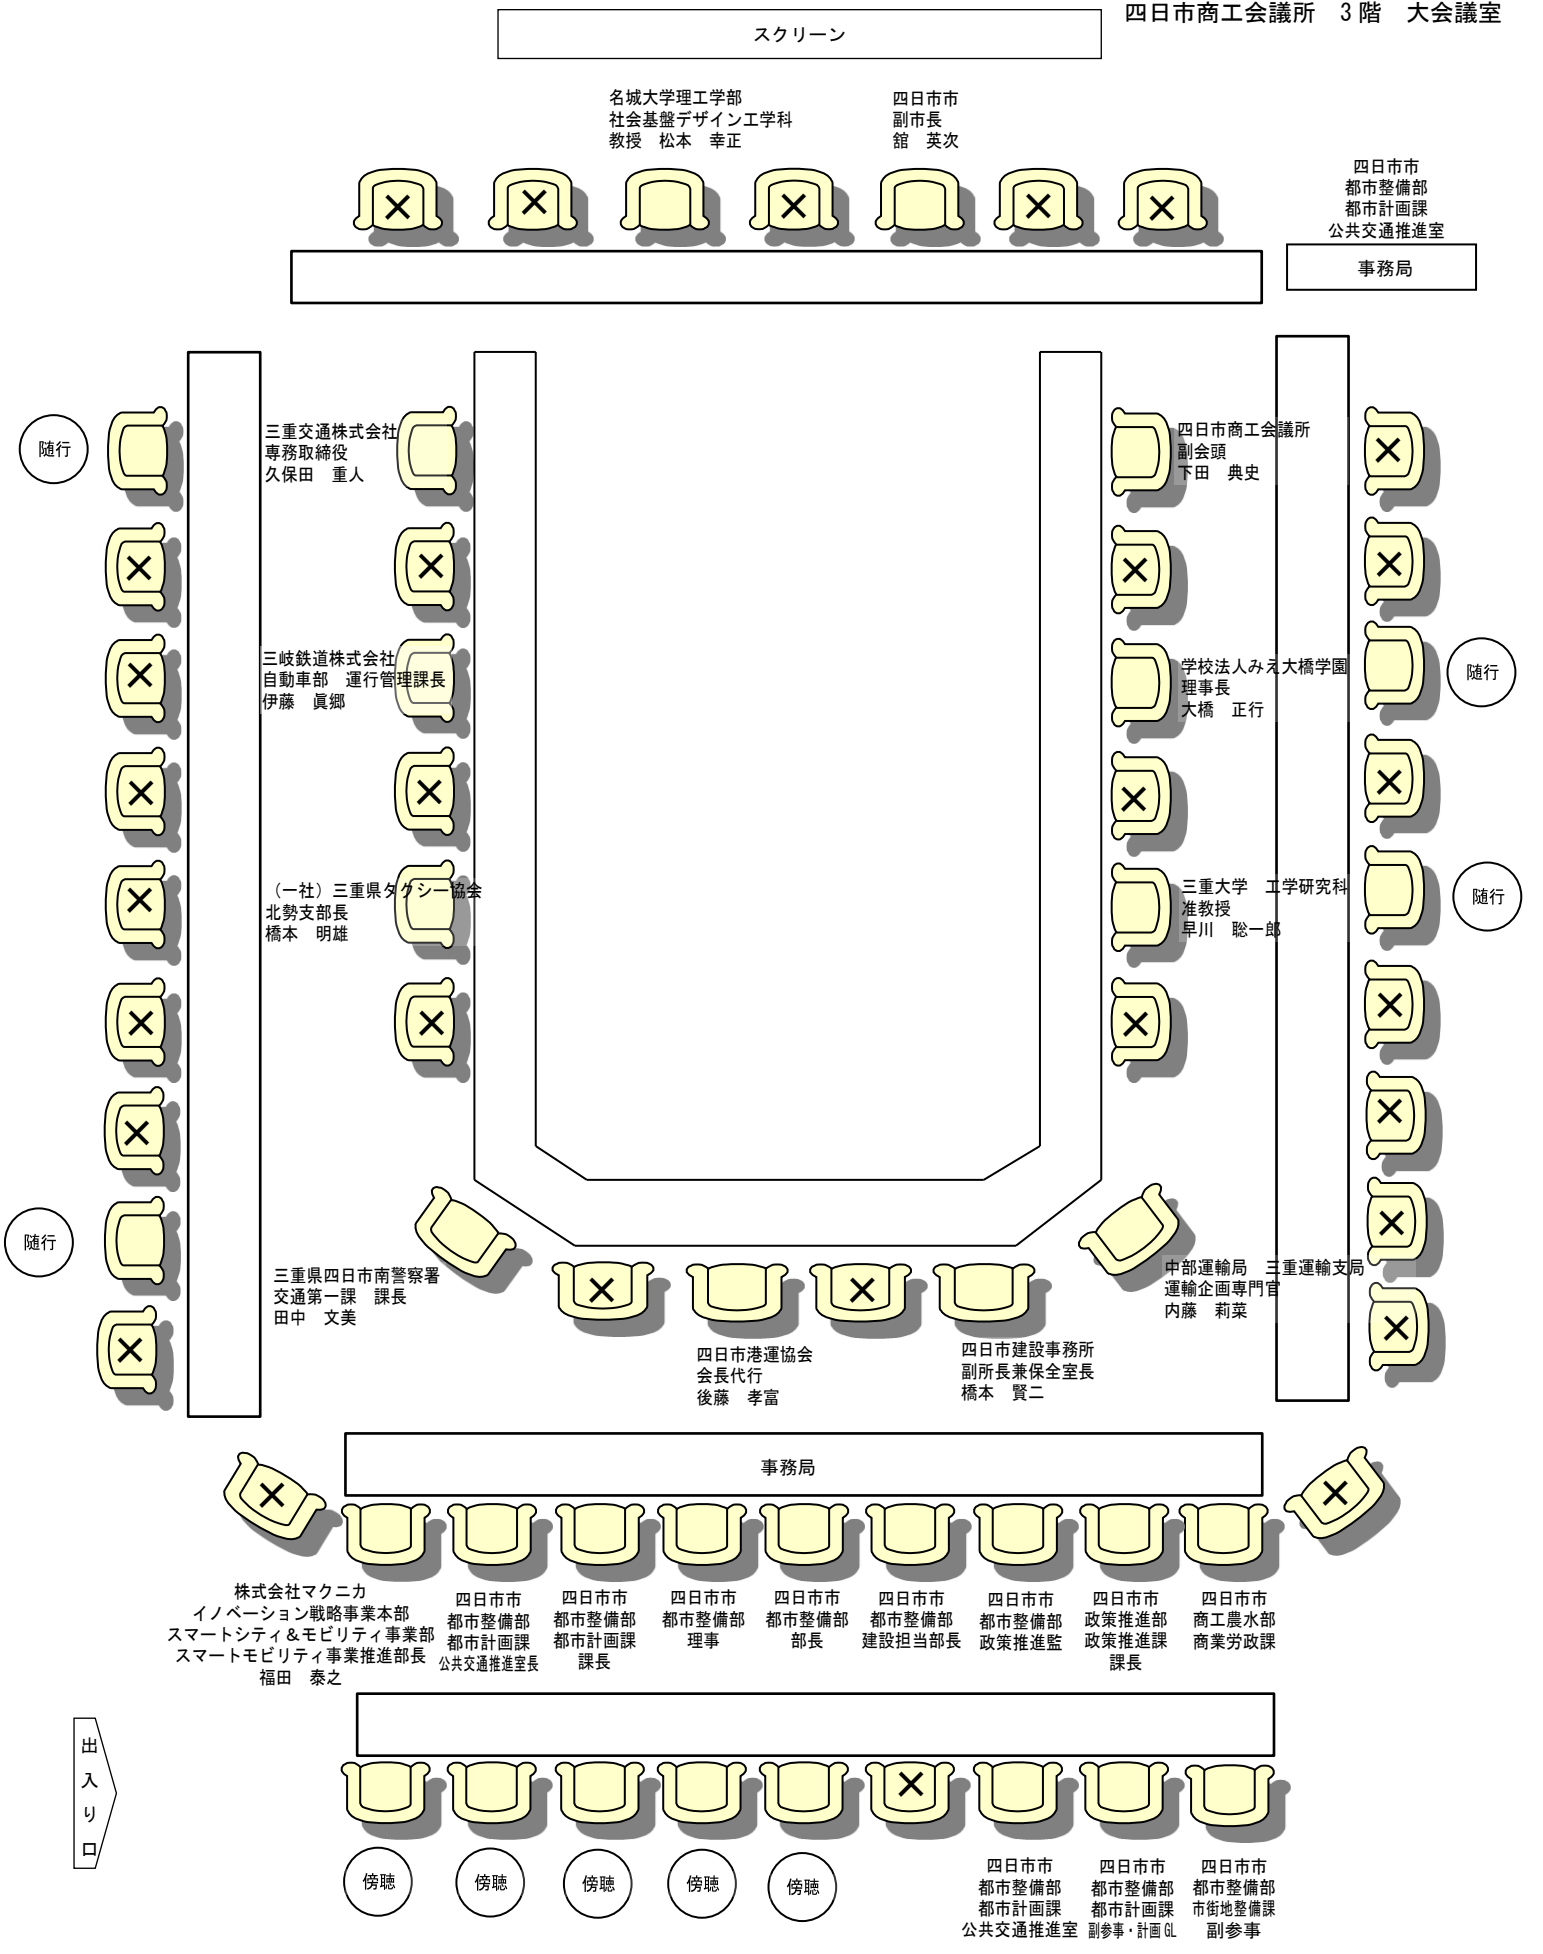 四日市商工会議所　3階　大会議室
スクリーン
名城大学理工学部
社会基盤デザイン工学科
教授　松本　幸正
四日市市
副市長
舘　英次
四日市市
都市整備部
都市計画課
公共交通推進室
事務局
随行
三重交通株式会社
専務取締役
久保田　重人
四日市商工会議所
副会頭
下田　典史
三岐鉄道株式会社
自動車部　運行管理課長
伊藤　眞郷
学校法人みえ大橋学園
理事長
大橋　正行
随行
（一社）三重県タクシー協会
北勢支部長
橋本　明雄
三重大学　工学研究科
准教授
早川　聡一郎
随行
随行
三重県四日市南警察署
交通第一課　課長
田中　文美
四日市港運協会
会長代行
後藤　孝富
四日市建設事務所
副所長兼保全室長
橋本　賢二
中部運輸局　三重運輸支局
運輸企画専門官
内藤　莉菜
事務局
株式会社マクニカ
イノベーション戦略事業本部
スマートシティ＆モビリティ事業部
スマートモビリティ事業推進部長
福田　泰之
四日市市
都市整備部
都市計画課
公共交通推進室長
四日市市
都市整備部
都市計画課
課長
四日市市
都市整備部
理事
四日市市
都市整備部
部長
四日市市
都市整備部
建設担当部長
四日市市
都市整備部
政策推進監
四日市市
政策推進部
政策推進課
課長
四日市市
商工農水部
商業労政課
出入り口
傍聴
傍聴
傍聴
傍聴
傍聴
四日市市
都市整備部
都市計画課
公共交通推進室
四日市市
都市整備部
都市計画課
副参事・計画GL
四日市市
都市整備部
市街地整備課
副参事